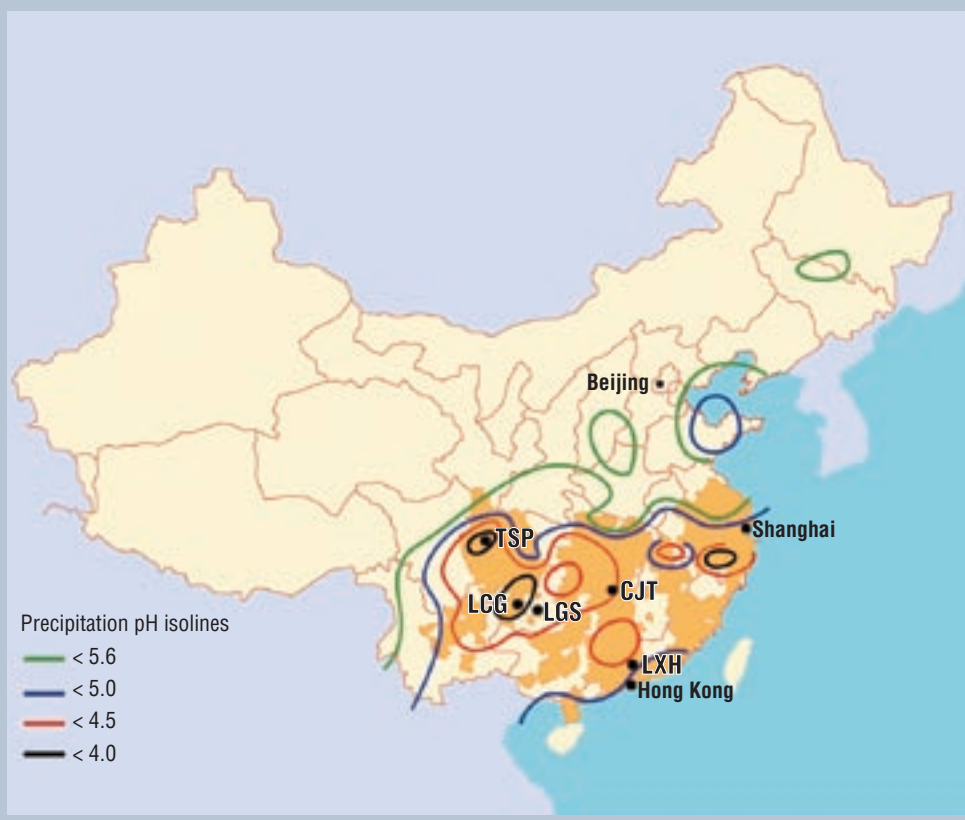 Beijing
Shanghai
TSP
LCG
LGS
CJT
LXH
Hong Kong
Precipitation pH isolines
< 5.6
< 5.0
< 4.5
< 4.0